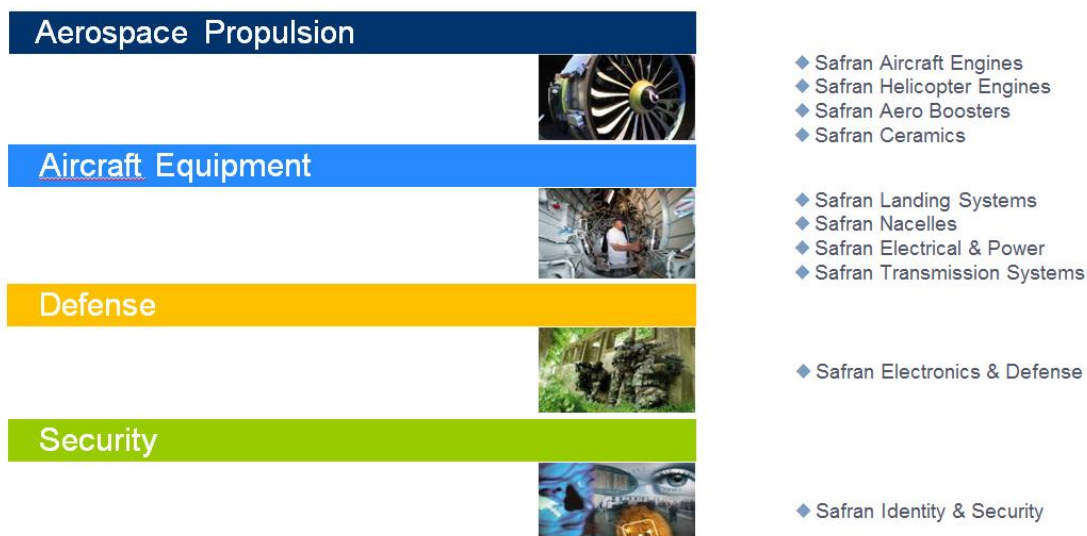 Aerospace Propulsion
◆ Safran Aircraft Engines
◆ Safran Helicopter Engines
◆ Safran Aero Boosters
◆ Safran Ceramics
Aircraft Equipment
◆ Safran Landing Systems
◆ Safran Nacelles
◆ Safran Electrical & Power
◆ Safran Transmission Systems
Defense
◆ Safran Electronics & Defense
Security
◆ Safran Identity & Security